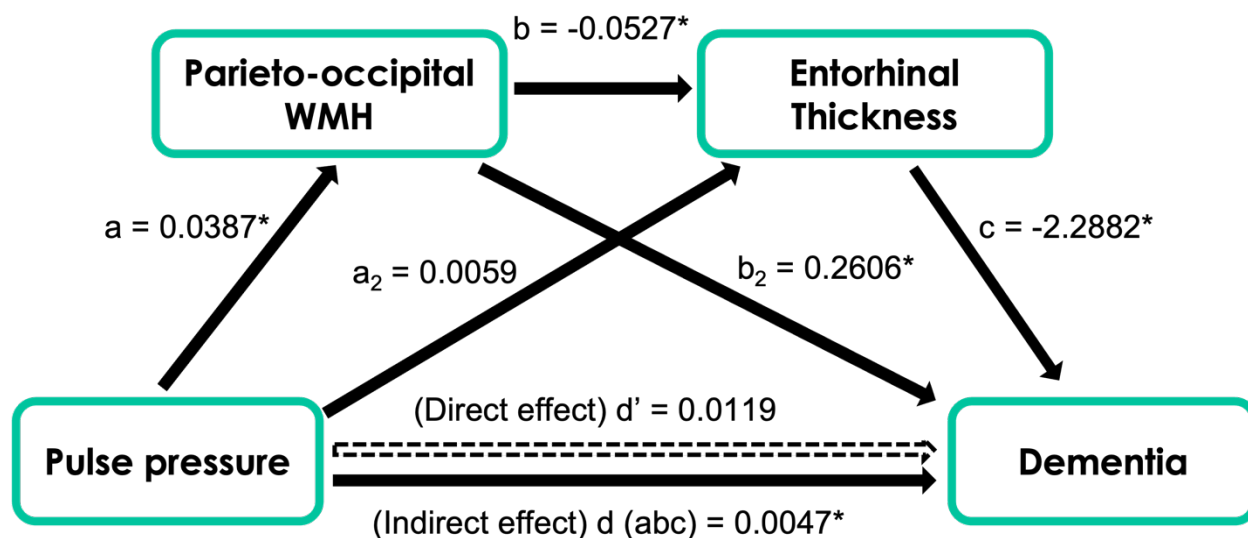 b = -0.0527*
Parieto-occipital
WMH
Entorhinal
Thickness
a = 0.0387*
a₂ = 0.0059
b₂ = 0.2606*
c = -2.2882*
(Direct effect) d’ = 0.0119
Pulse pressure
Dementia
(Indirect effect) d (abc) = 0.0047*